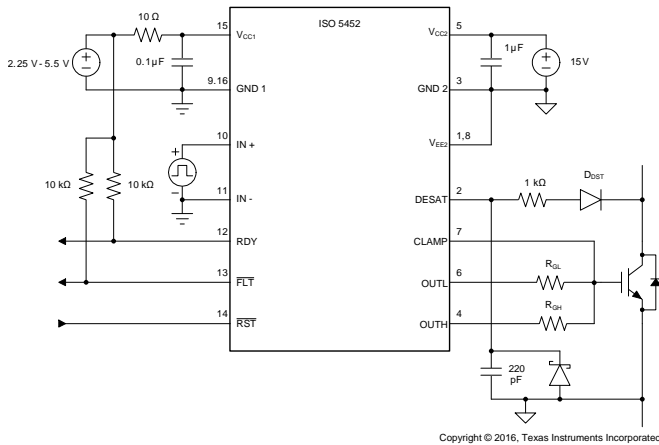 10 Ω
ISO 5452
15
VCC1
2.25 V - 5.5 V
0.1µF
9.16
GND 1
5
VCC2
1µF
15V
3
GND 2
1,8
VEE2
10
IN +
11
IN -
10 kΩ
10 kΩ
12
RDY
13
FLT
14
RST
2
DESAT
1 kΩ
DDST
7
CLAMP
6
OUTL
RGL
4
OUTH
RGH
220
pF
Copyright © 2016, Texas Instruments Incorporated